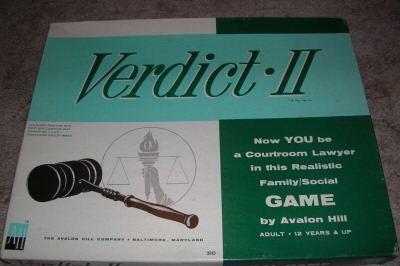 Verdict·II
Now YOU be
a Courtroom Lawyer
in this Realistic
Family/Social
GAME
by Avalon Hill
ADULT · 12 YEARS & UP
AH
THE AVALON HILL COMPANY • BALTIMORE, MARYLAND